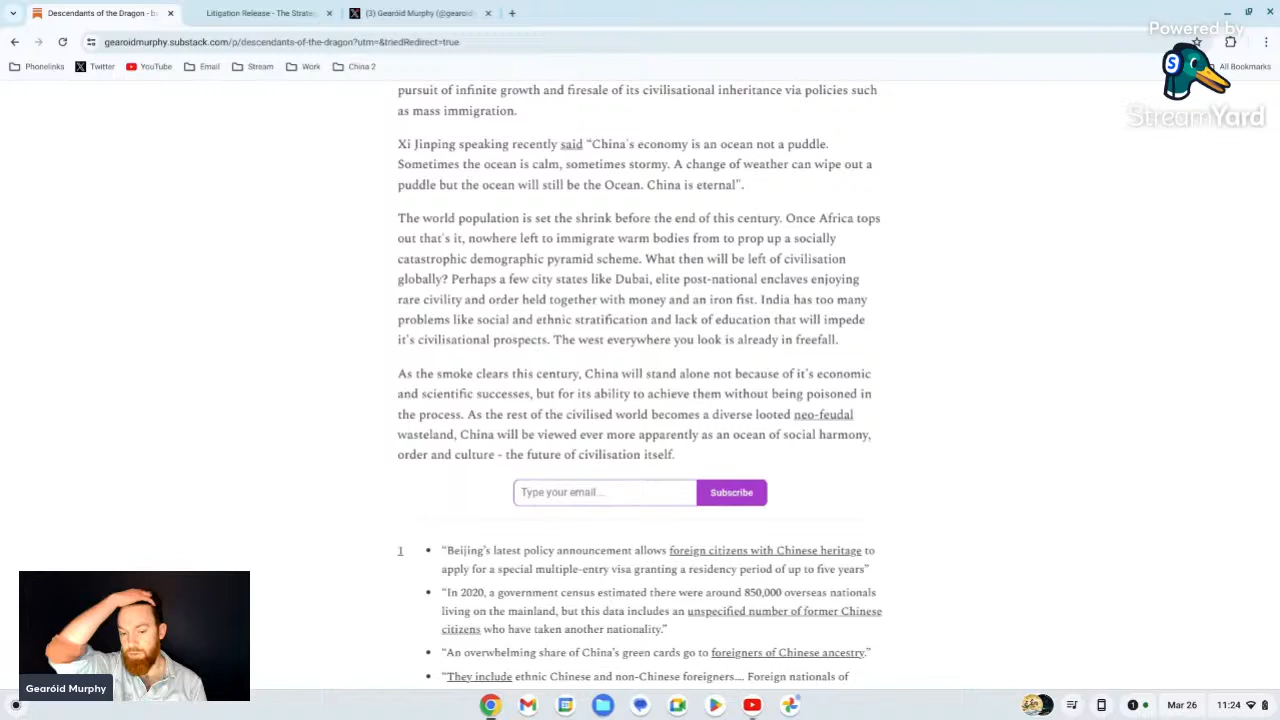 Descendants of the Dragon - b
Litigation Release - The Strate
(3) Gearóid Murphy (@gearoid
gearoidmurphy.substack.com/p/descendants-of-the-dragon?utm=&triedRedirect=true
Phonelinks
Twitter
YouTube
Email
Stream
Work
China 2
All Bookmarks
Powered by
StreamYard
pursuit of infinite growth and firesale of its civilisational inheritance via policies such
as mass immigration.
Xi Jinping speaking recently said “China's economy is an ocean not a puddle.
Sometimes the ocean is calm, sometimes stormy. A change of weather can wipe out a
puddle but the ocean will still be the Ocean. China is eternal”.
The world population is set the shrink before the end of this century. Once Africa tops
out that's it, nowhere left to immigrate warm bodies from to prop up a socially
catastrophic demographic pyramid scheme. What then will be left of civilisation
globally? Perhaps a few city states like Dubai, elite post-national enclaves enjoying
rare civility and order held together with money and an iron fist. India has too many
problems like social and ethnic stratification and lack of education that will impede
it's civilisational prospects. The west everywhere you look is already in freefall.
As the smoke clears this century, China will stand alone not because of it's economic
and scientific successes, but for its ability to achieve them without being poisoned in
the process. As the rest of the civilised world becomes a diverse looted neo-feudal
wasteland, China will be viewed ever more apparently as an ocean of social harmony,
order and culture - the future of civilisation itself.
Type your email...
Subscribe
1
• “Beijing's latest policy announcement allows foreign citizens with Chinese heritage to
apply for a special multiple-entry visa granting a residency period of up to five years”
• “In 2020, a government census estimated there were around 850,000 overseas nationals
living on the mainland, but this data includes an unspecified number of former Chinese
citizens who have taken another nationality.”
• “An overwhelming share of China's green cards go to foreigners of Chinese ancestry.”
• “They include ethnic Chinese and non-Chinese foreigners.... Foreign nationals of
Gearóid Murphy
Mar 26
11:24